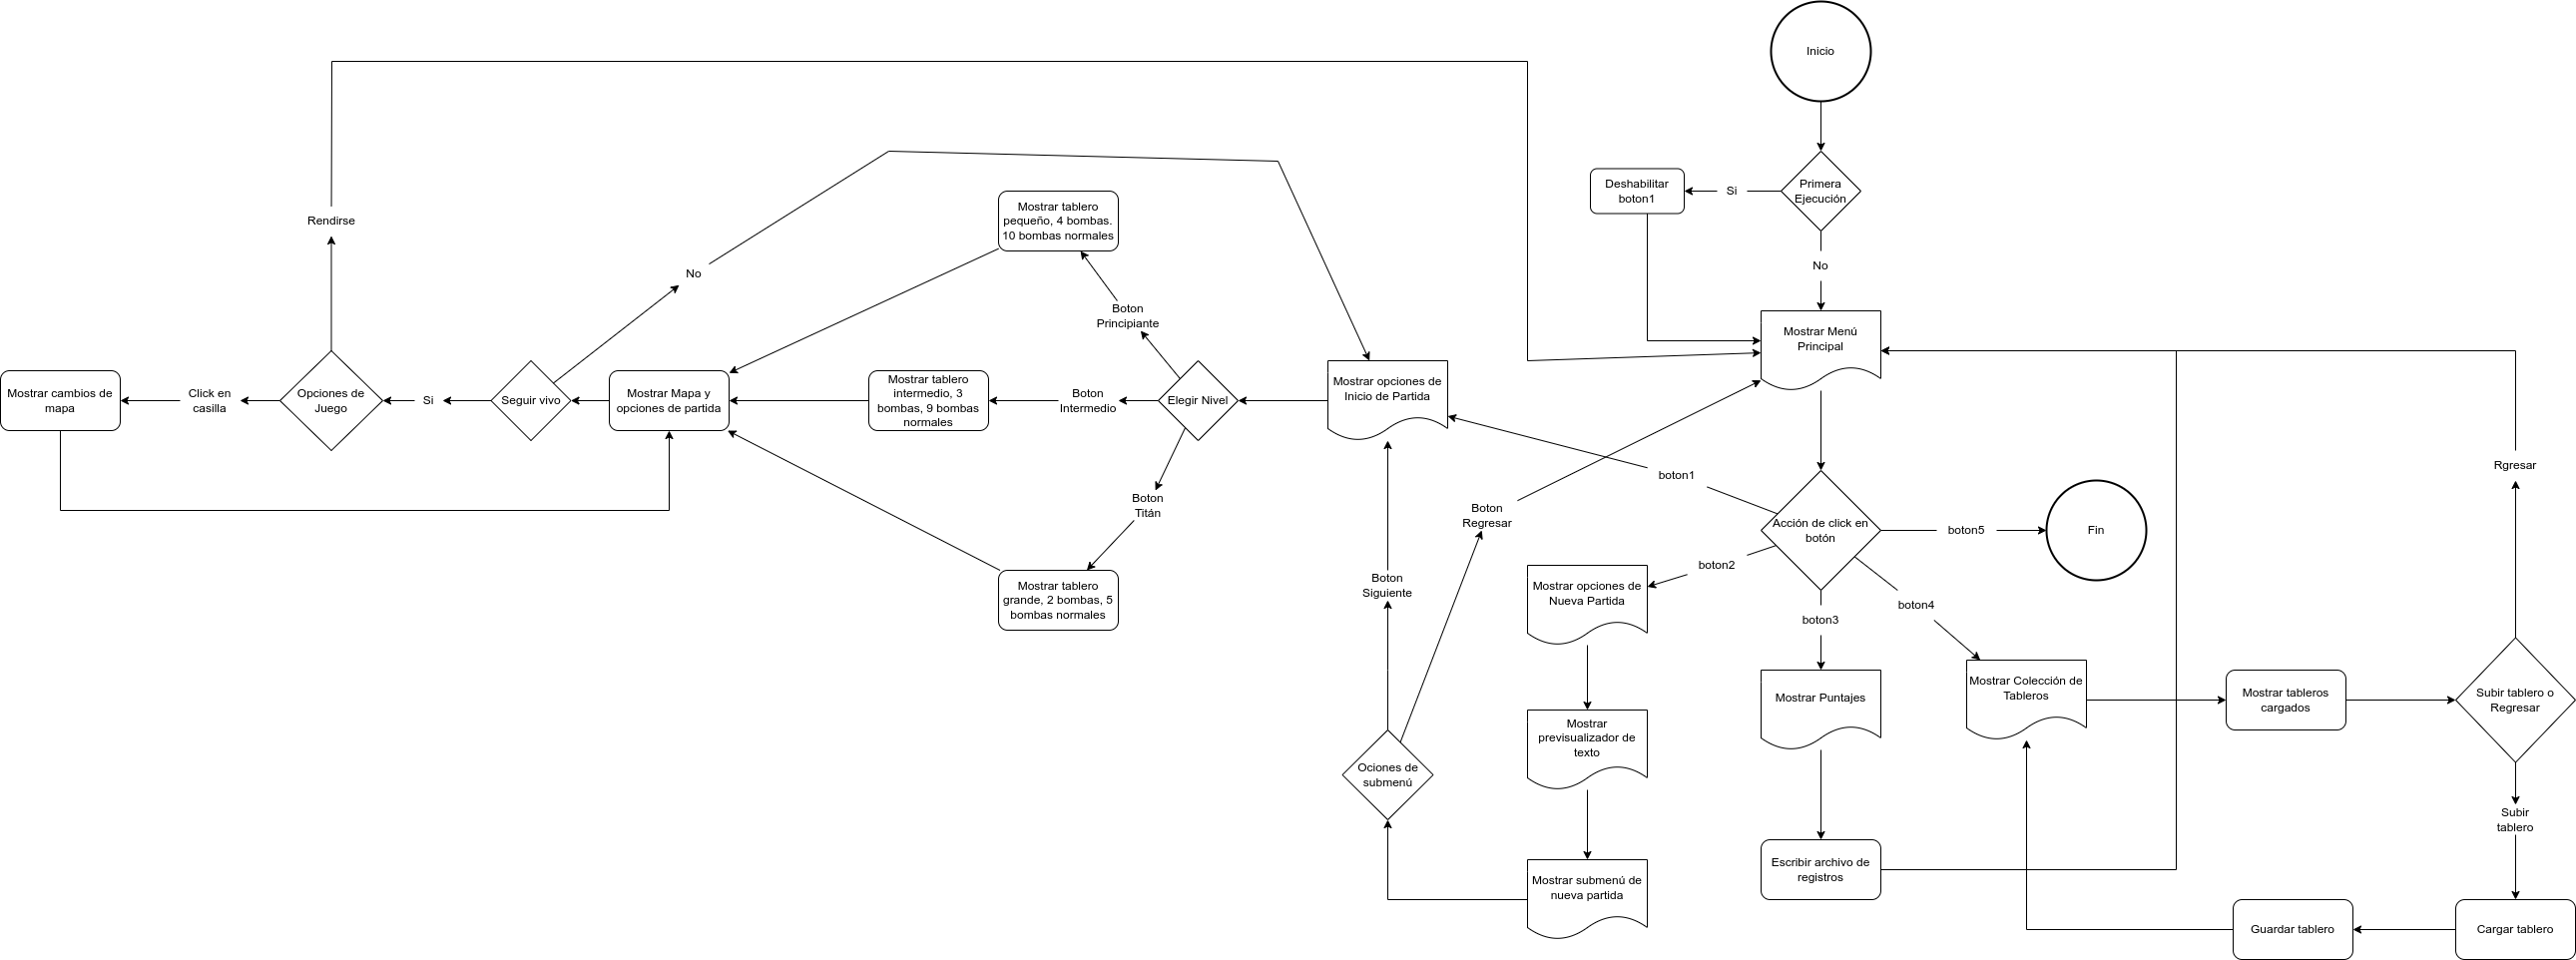 Inicio
Primera
Ejecución
Si
Deshabilitar
boton1
No
Mostrar Menú
Principal
Rendirse
No
Mostrar tablero
pequeño, 4 bombas.
10 bombas normales
Boton
Principiante
Mostrar cambios de
mapa
Click en
casilla
Opciones de
Juego
Si
Seguir vivo
Mostrar Mapa y
opciones de partida
Mostrar tablero
intermedio, 3
bombas, 9 bombas
normales
Boton
Intermedio
Elegir Nivel
Mostrar opciones de
Inicio de Partida
Boton
Titán
Mostrar tablero
grande, 2 bombas, 5
bombas normales
Boton
Siguiente
Boton
Regresar
boton1
Acción de click en
botón
boton5
Fin
boton2
Mostrar opciones de
Nueva Partida
boton3
boton4
Rgresar
Mostrar
previsualizador de
texto
Mostrar Puntajes
Mostrar Colección de
Tableros
Mostrar tableros
cargados
Subir tablero o
Regresar
Ociones de
submenú
Subir
tablero
Mostrar submenú de
nueva partida
Escribir archivo de
registros
Guardar tablero
Cargar tablero